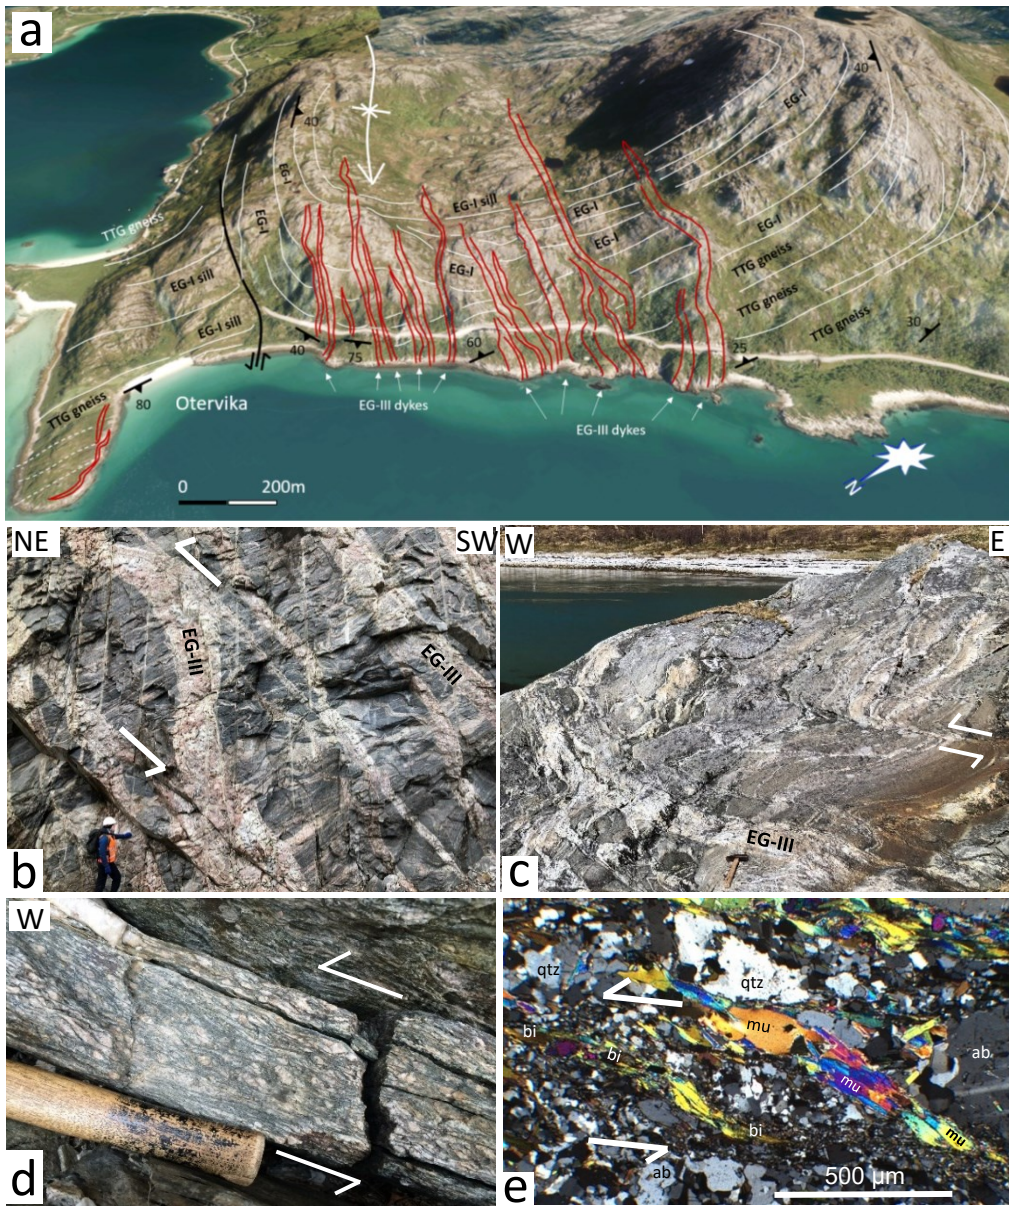 a
40
40
EG-I
EG-I
EG-I
EG-I sill
EG-I
EG-I
EG-I
EG-I
TTG gneiss
EG-I sill
EG-I sill
TTG gneiss
TTG gneiss
TTG gneiss
TTG gneiss
40
75
60
25
30
80
Otervika
EG-III dykes
EG-III dykes
0 200m
N
NE
SW
EG-III
EG-III
b
W
E
EG-III
c
W
d
qtz
qtz
mu
bi
bi
ab
mu
bi
mu
ab
500 µm
e